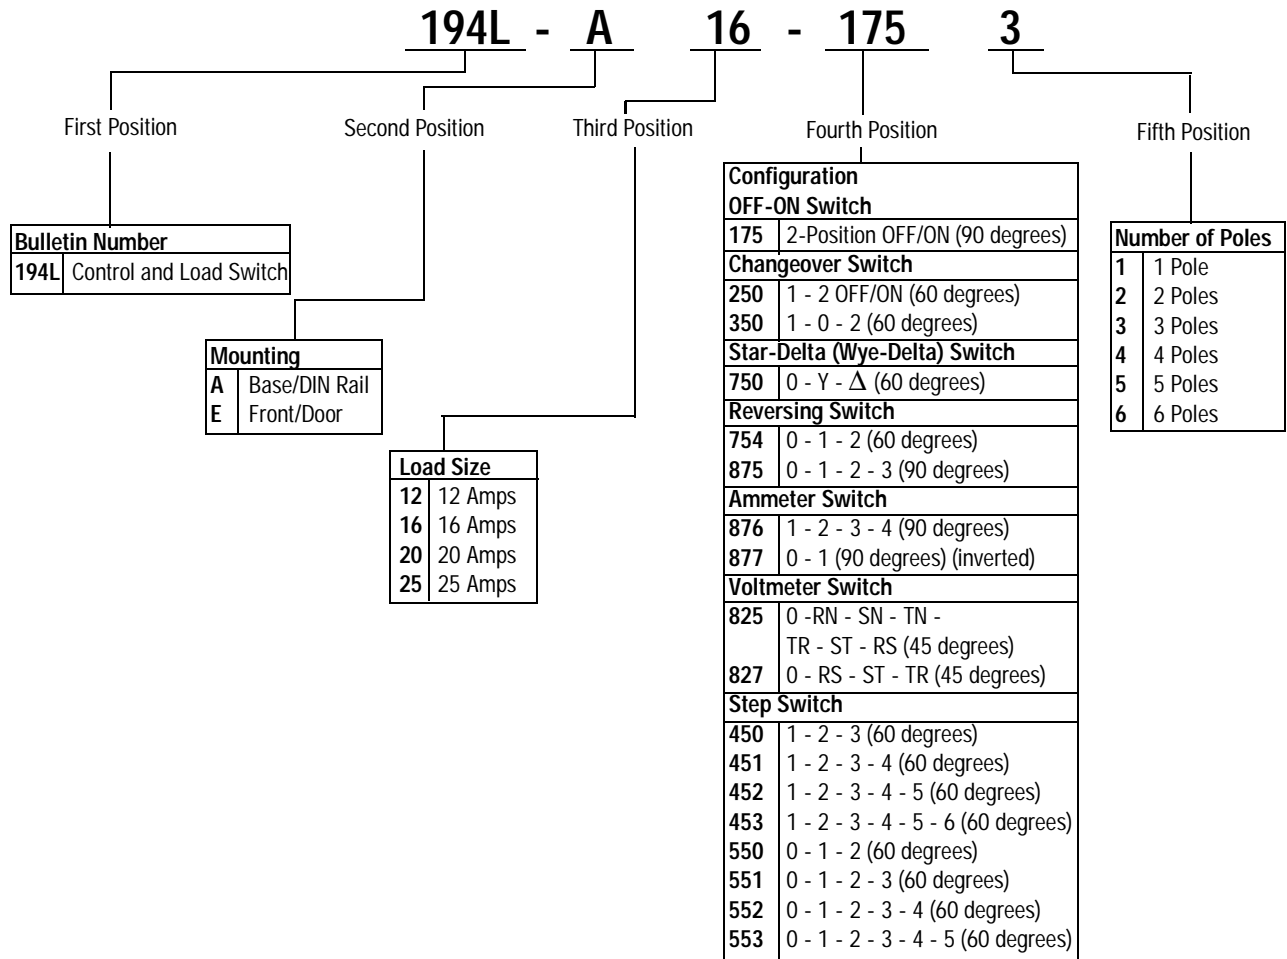 194L - A 16 - 175 3
First Position
Second Position
Third Position
Fourth Position
Fifth Position
Bulletin Number
194L Control and Load Switch
Mounting
A Base/DIN Rail
E Front/Door
Load Size
12 12 Amps
16 16 Amps
20 20 Amps
25 25 Amps
Configuration
OFF-ON Switch
175 2-Position OFF/ON (90 degrees)
Changeover Switch
250 1 - 2 OFF/ON (60 degrees)
350 1 - 0 - 2 (60 degrees)
Star-Delta (Wye-Delta) Switch
750 0 - Y - Δ (60 degrees)
Reversing Switch
754 0 - 1 - 2 (60 degrees)
875 0 - 1 - 2 - 3 (90 degrees)
Ammeter Switch
876 1 - 2 - 3 - 4 (90 degrees)
877 0 - 1 (90 degrees) (inverted)
Voltmeter Switch
825 0 -RN - SN - TN -
TR - ST - RS (45 degrees)
827 0 - RS - ST - TR (45 degrees)
Step Switch
450 1 - 2 - 3 (60 degrees)
451 1 - 2 - 3 - 4 (60 degrees)
452 1 - 2 - 3 - 4 - 5 (60 degrees)
453 1 - 2 - 3 - 4 - 5 - 6 (60 degrees)
550 0 - 1 - 2 (60 degrees)
551 0 - 1 - 2 - 3 (60 degrees)
552 0 - 1 - 2 - 3 - 4 (60 degrees)
553 0 - 1 - 2 - 3 - 4 - 5 (60 degrees)
Number of Poles
1 1 Pole
2 2 Poles
3 3 Poles
4 4 Poles
5 5 Poles
6 6 Poles